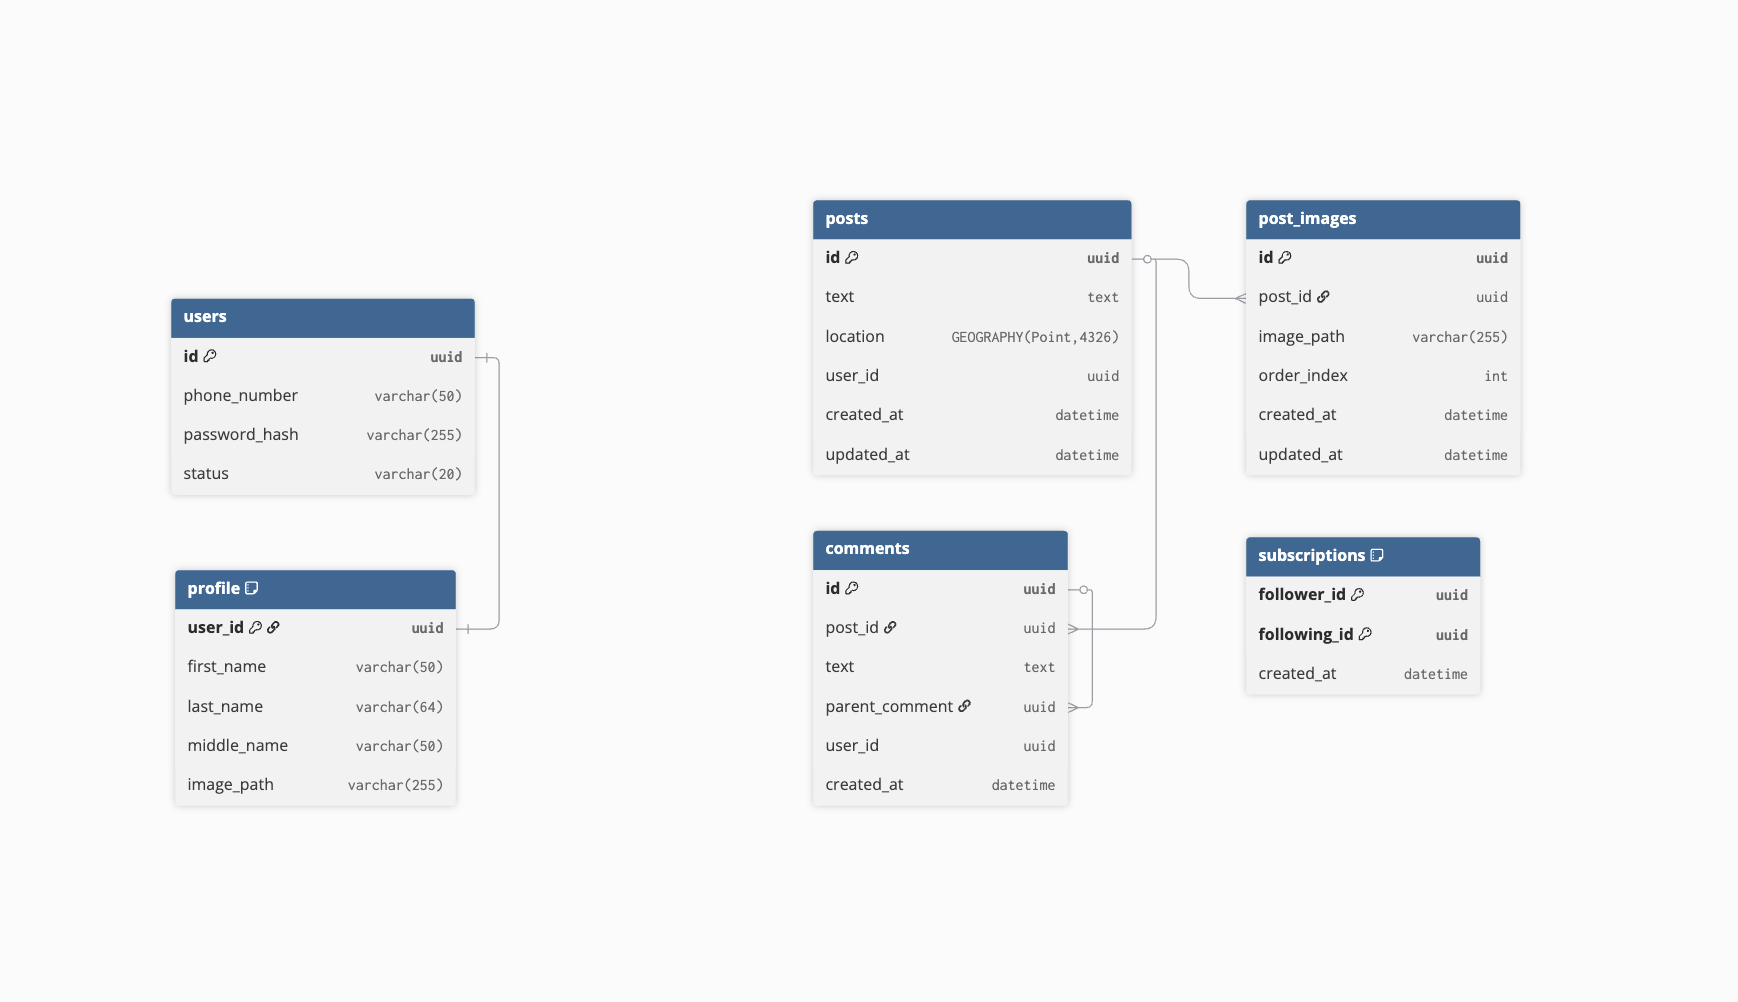 users
id uuid
phone_number varchar(50)
password_hash varchar(255)
status varchar(20)
profile
user_id uuid
first_name varchar(50)
last_name varchar(64)
middle_name varchar(50)
image_path varchar(255)
posts
id uuid
text text
location GEOGRAPHY(Point,4326)
user_id uuid
created_at datetime
updated_at datetime
comments
id uuid
post_id uuid
text text
parent_comment uuid
user_id uuid
created_at datetime
post_images
id uuid
post_id uuid
image_path varchar(255)
order_index int
created_at datetime
updated_at datetime
subscriptions
follower_id uuid
following_id uuid
created_at datetime